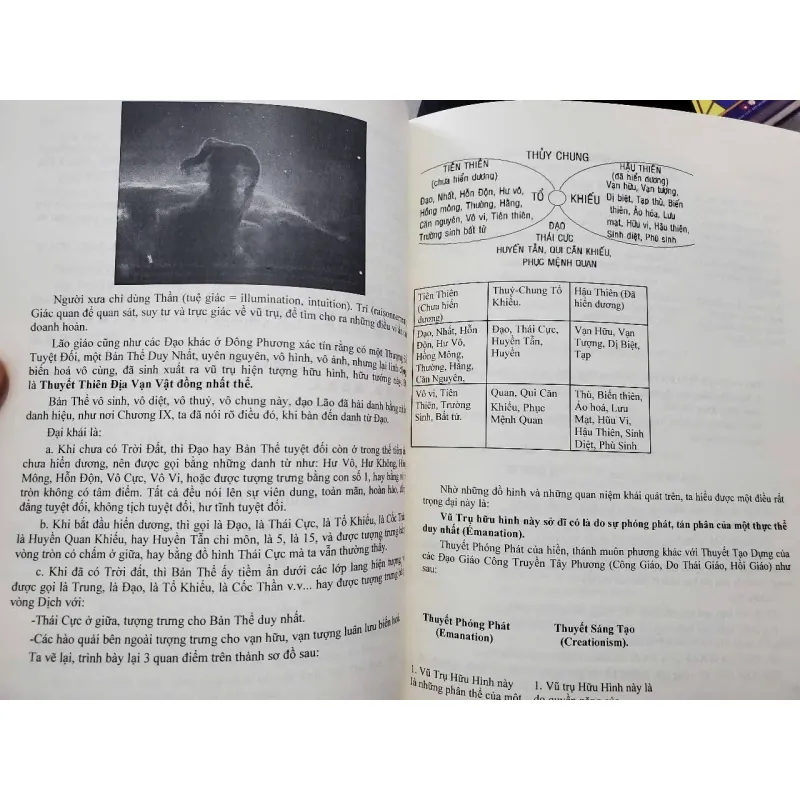 Người xưa chỉ dùng Thần (tuệ giác = illumination, intuition). Trí (raisonnement
Giác quan để quan sát, suy tư và trực giác về vũ trụ, để tìm cho ra những điều vi
doanh hoàn.
Lão giáo cũng như các Đạo khác ở Đông Phương xác tín rằng có một Thượng
Tuyệt Đối, một Bản Thể Duy Nhất, uyên nguyên, vô hình, vô ảnh, nhưng lại linh
biến hoá vô cùng, đã sinh xuất ra vũ trụ hiện tượng hữu hình, hữu tướng này.
là Thuyết Thiên Địa Vạn Vật đồng nhất thể.
Bản Thể vô sinh, vô diệt, vô thuỷ, vô chung này, đạo Lão đã hài danh bằng
danh hiệu, như nơi Chương IX, ta đã nói rõ điều đó, khi bàn đến danh từ Đạo.
Đại khái là:
a. Khi chưa có Trời Đất, thì Đạo hay Bản Thể tuyệt đối còn ở trong thể tiềm
chưa hiển dương, nên được gọi bằng những danh từ như: Hư Vô, Hư Không,
Mông, Hỗn Độn, Vô Cực, Vô Vi, hoặc được tượng trưng bằng con số 1, hay bằng
tròn không có tâm điểm. Tất cả đều nói lên sự viên dung, toàn mãn, hoàn hảo,
đẳng tuyệt đối, không tịch tuyệt đối, hư tĩnh tuyệt đối.
b. Khi bắt đầu hiển dương, thì gọi là Đạo, là Thái Cực, là Tổ Khiếu, là Cốc
là Huyền Quan Khiếu, hay Huyền Tẫn chi môn, là 5, là 15, và được tượng trưng
vòng tròn có chấm ở giữa, hay bằng đồ hình Thái Cực mà ta vẫn thường thấy.
c. Khi đã có Trời đất, thì Bản Thể ấy tiềm ẩn dưới các lớp lang hiện tượng
được gọi là Trung, là Đạo, là Tổ Khiếu, là Cốc Thần v.v... hay được tượng trưng
vòng Dịch với:
-Thái Cực ở giữa, tượng trưng cho Bản Thể duy nhất.
-Các hào quải bên ngoài tượng trưng cho vạn hữu, vạn tượng luân lưu biến hoá.
Ta vẽ lại, trình bày lại 3 quan điểm trên thành sơ đồ sau:
THỦY CHUNG
TIÊN THIÊN
(chưa hiển dương)
Đạo, Nhất, Hỗn Độn, Hư vô,
Hồng mông, Thường, Hằng,
Căn nguyên, Vô vi, Tiên thiên,
Trường sinh bất tử
TỔ KHIẾU
HẬU THIÊN
(đã hiển dương)
Vạn hữu, Vạn tượng,
Dị biệt, Tạp thù, Biến
thiên, Ảo hóa, Lưu
mạt, Hữu vi, Hậu thiên,
Sinh diệt, Phù sinh
ĐẠO
THÁI CỰC
HUYỀN TẪN, QUI CĂN KHIẾU,
PHỤC MỆNH QUAN
Tiên Thiên
(Chưa hiển
dương)
Thuỷ-Chung Tổ
Khiếu.
Hậu Thiên (Đã
hiển dương)
Đạo, Nhất, Hỗn
Độn, Hư Vô,
Hồng Mông,
Thường, Hằng,
Căn Nguyên,
Đạo, Thái Cực,
Huyền Tẫn,
Huyền
Vạn Hữu, Vạn
Tượng, Dị Biệt,
Tạp
Vô vi, Tiên
Thiên, Trường
Sinh, Bất tử.
Quan, Qui Căn
Khiếu, Phục
Mệnh Quan
Thù, Biến thiên,
Ảo hoá, Lưu
Mạt, Hữu Vi,
Hậu Thiên, Sinh
Diệt, Phù Sinh
Nhờ những đồ hình và những quan niệm khái quát trên, ta hiểu được một điều rất
trọng đại này là:
Vũ Trụ hữu hình này sở dĩ có là do sự phóng phát, tán phân của một thực thể
duy nhất (Émanation).
Thuyết Phóng Phát của hiền, thánh muôn phương khác với Thuyết Tạo Dựng của
các Đạo Giáo Công Truyền Tây Phương (Công Giáo, Do Thái Giáo, Hồi Giáo) như
sau:
Thuyết Phóng Phát
(Emanation)
Thuyết Sáng Tạo
(Creationism).
1. Vũ Trụ Hữu Hình này
là những phân thể của một
1. Vũ Trụ Hữu Hình này là